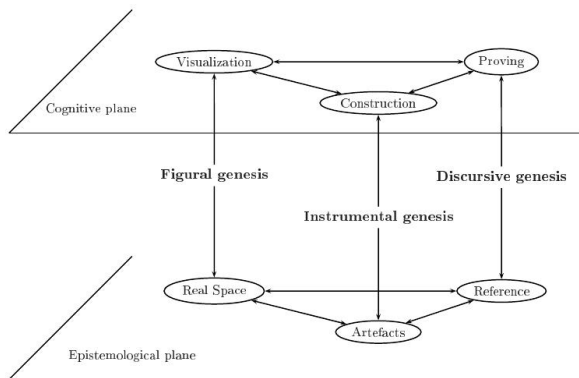 Visualization
Proving
Construction
Cognitive plane
Figural genesis
Discursive genesis
Instrumental genesis
Real Space
Reference
Artefacts
Epistemological plane